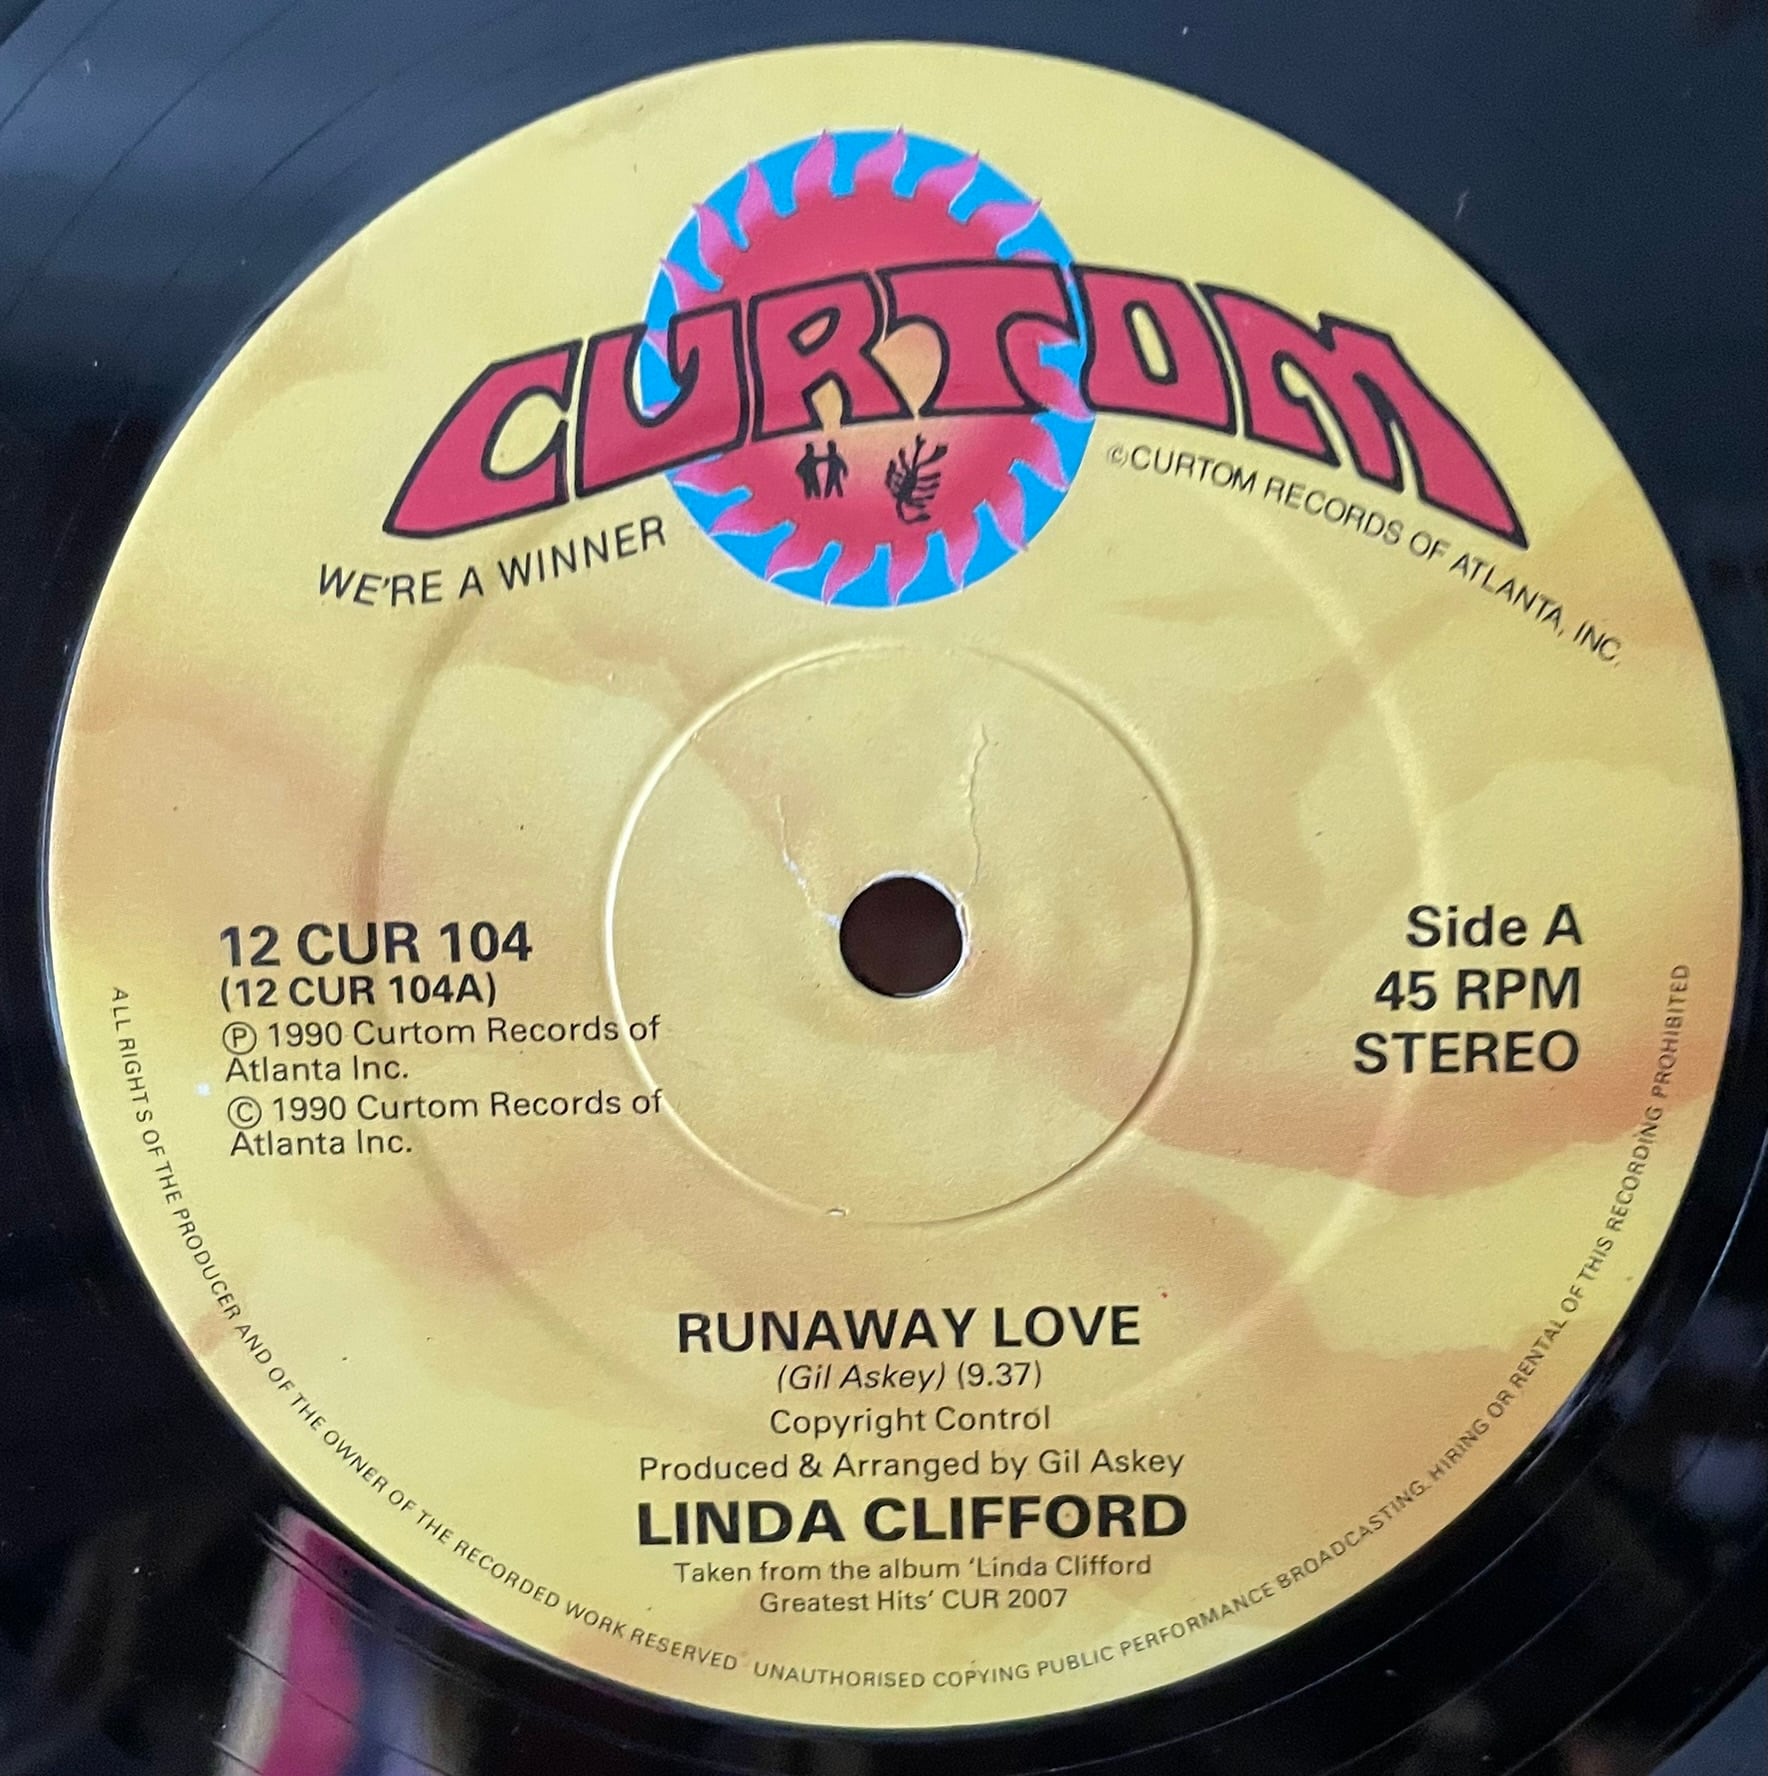 CURTOM
WE'RE A WINNER
©CURTOM RECORDS OF ATLANTA, INC.
12 CUR 104
(12 CUR 104A)
℗ 1990 Curtom Records of
Atlanta Inc.
© 1990 Curtom Records of
Atlanta Inc.
Side A
45 RPM
STEREO
RUNAWAY LOVE
(Gil Askey) (9.37)
Copyright Control
Produced & Arranged by Gil Askey
LINDA CLIFFORD
Taken from the album 'Linda Clifford
Greatest Hits' CUR 2007
ALL RIGHTS OF THE PRODUCER AND OF THE OWNER OF THE RECORDED WORK RESERVED UNAUTHORISED COPYING PUBLIC PERFORMANCE BROADCASTING. HIRING OR RENTAL OF THIS RECORDING PROHIBITED